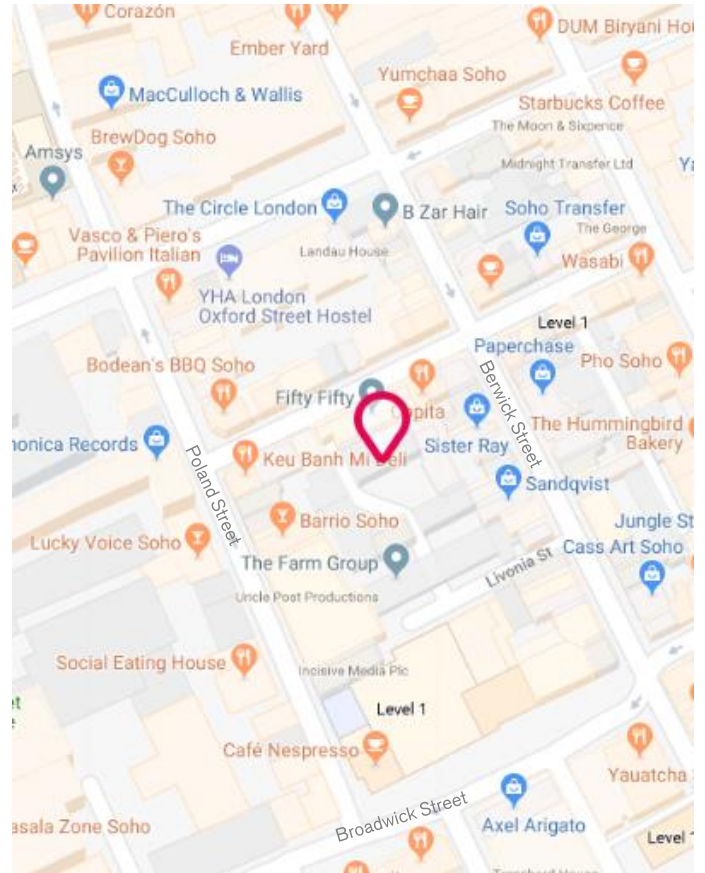 Corazón
DUM Biryani Ho
Ember Yard
Yumchaa Soho
MacCulloch & Wallis
Starbucks Coffee
The Moon & Sixpence
BrewDog Soho
Amsys
Midnight Transfer Ltd
The Circle London
B Zar Hair
Soho Transfer
The George
Vasco & Piero's
Pavilion Italian
Landau House
Wasabi
YHA London
Oxford Street Hostel
Level 1
Paperchase
Pho Soho
Bodean's BBQ Soho
Berwick Street
Fifty Fifty
The Hummingbird
Bakery
onica Records
Sister Ray
Keu Banh Mi Deli
Poland Street
Sandqvist
Barrio Soho
Jungle St
Lucky Voice Soho
Cass Art Soho
The Farm Group
Livonia St
Uncle Post Productions
Social Eating House
Incisive Media Plc
Level 1
Café Nespresso
Yauatcha
Broadwick Street
asala Zone Soho
Axel Arigato
Level